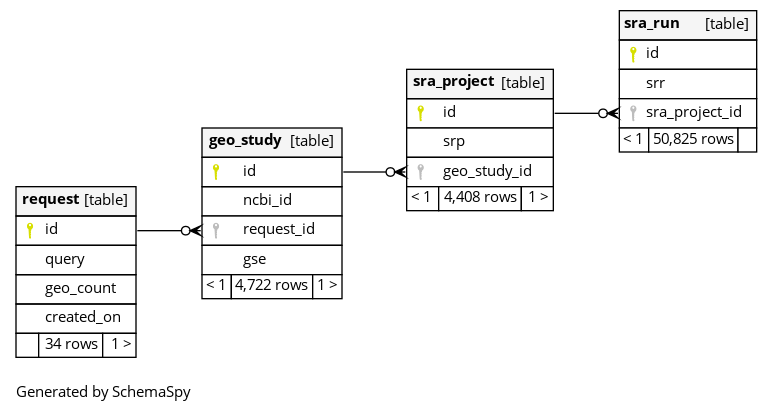 request [table]
id
query
geo_count
created_on
34 rows 1 >
geo_study [table]
id
ncbi_id
request_id
gse
< 1 4,722 rows 1 >
sra_project [table]
id
srp
geo_study_id
< 1 4,408 rows 1 >
sra_run [table]
id
srr
sra_project_id
< 1 50,825 rows
Generated by SchemaSpy